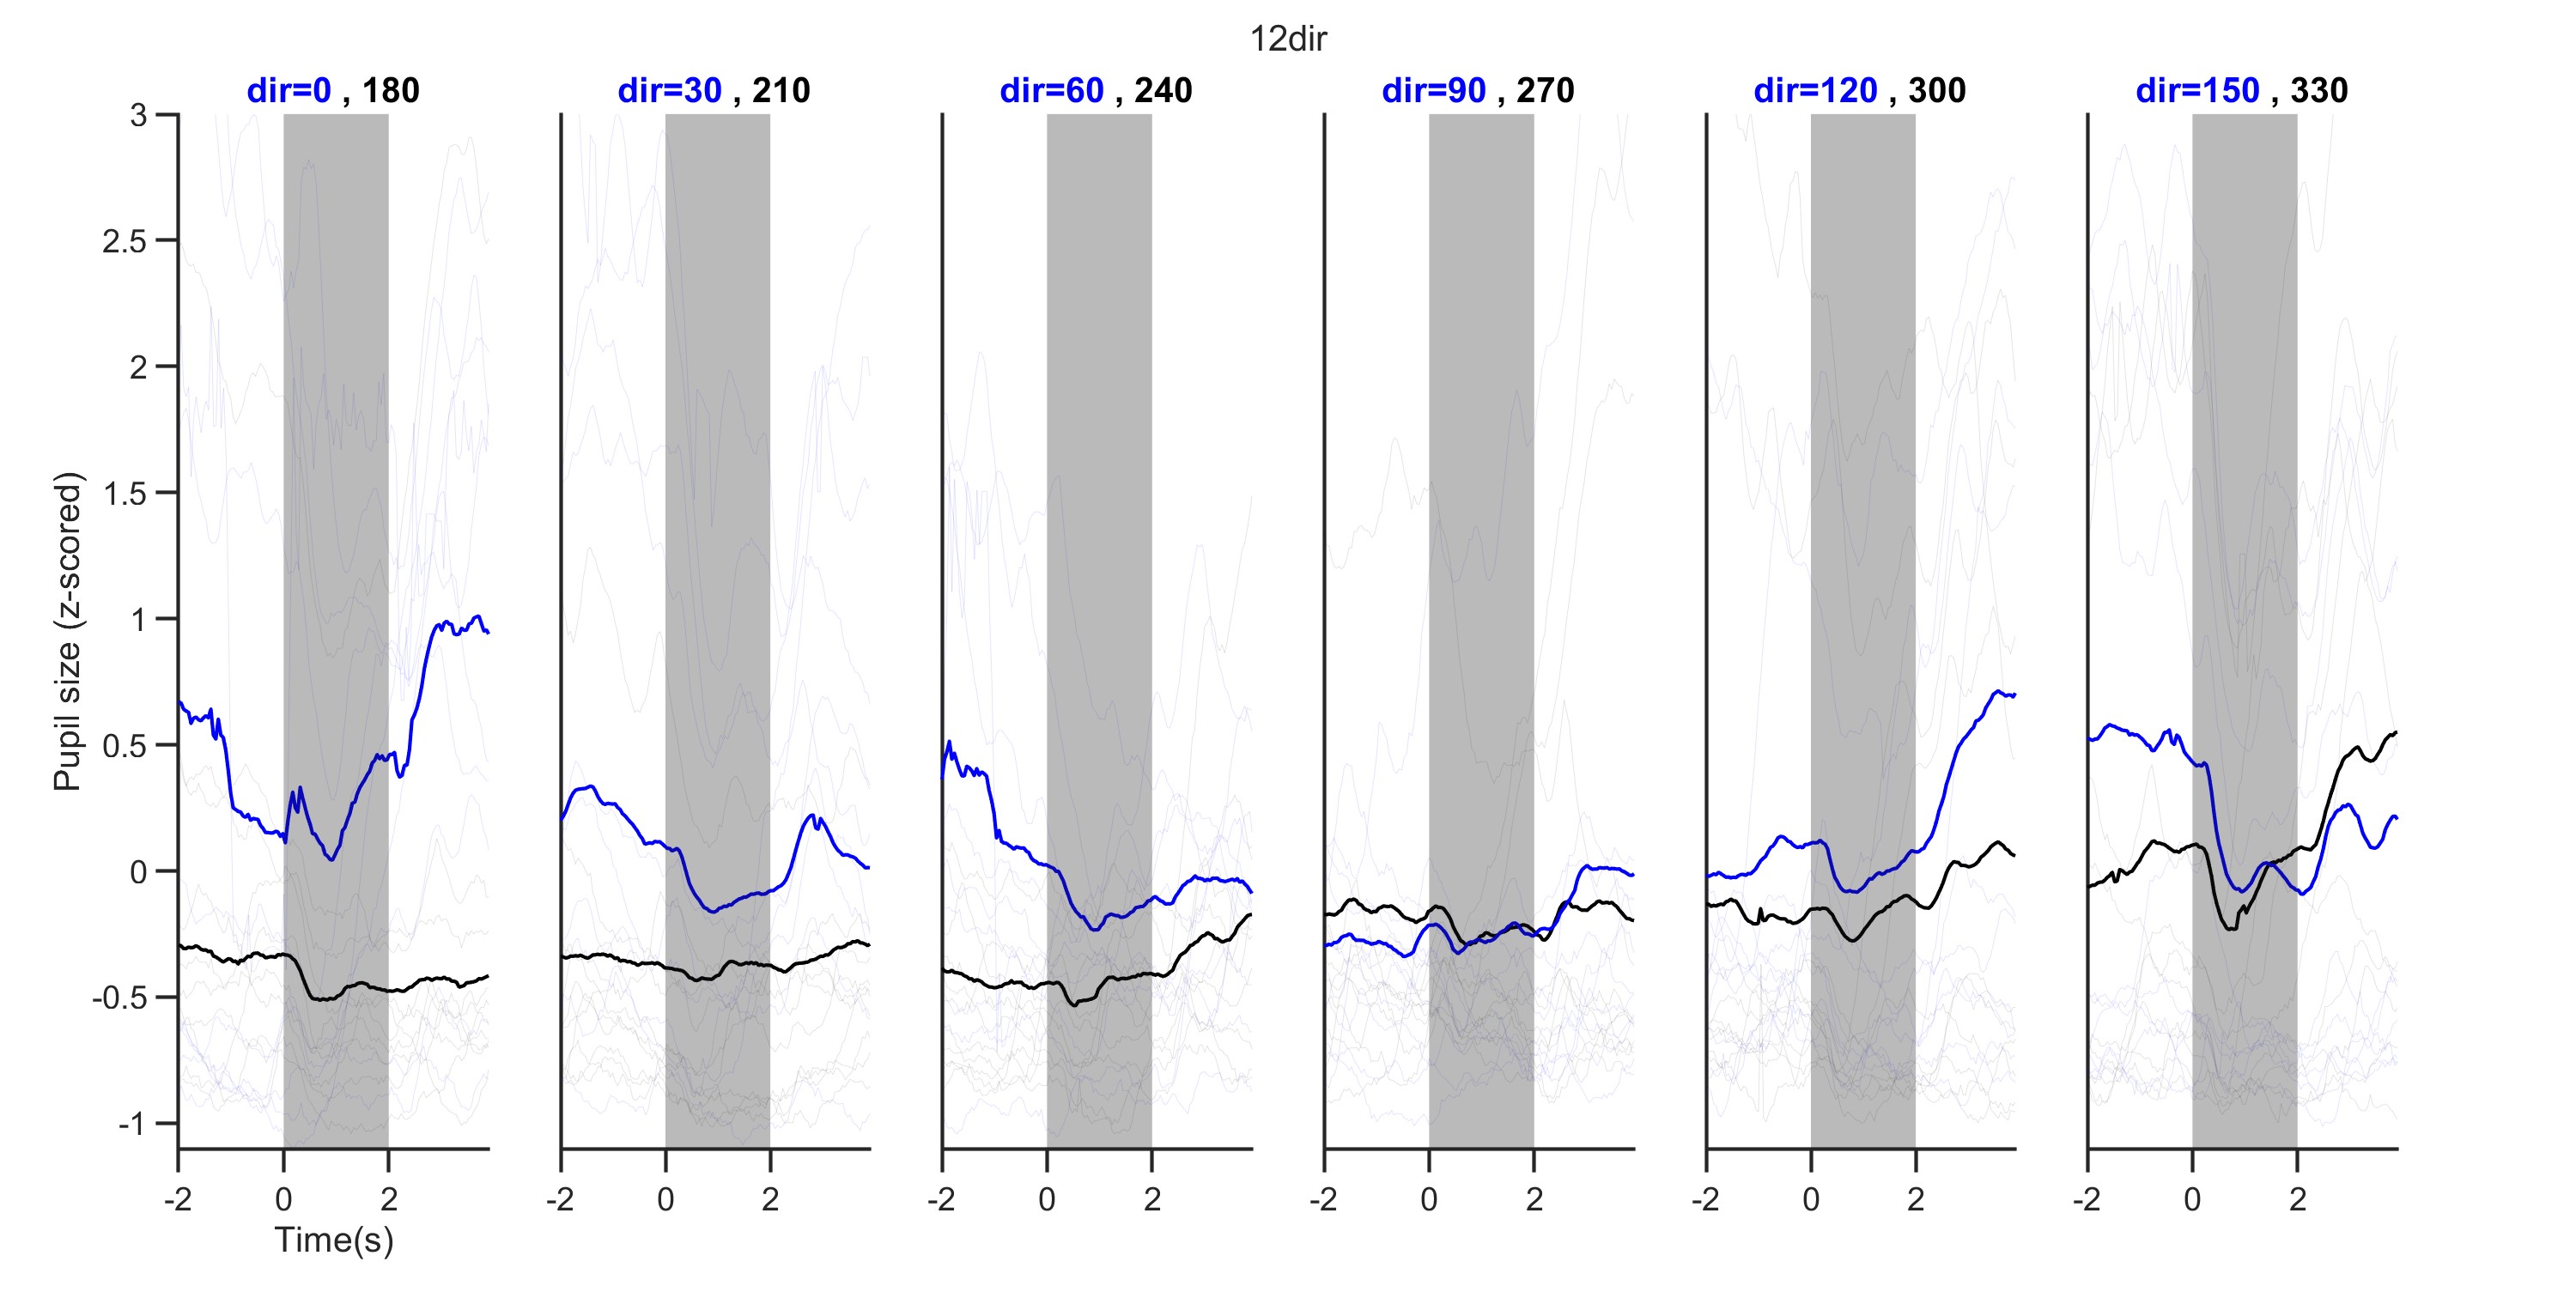 12dir
dir=0 , 180
dir=30 , 210
dir=60 , 240
dir=90 , 270
dir=120 , 300
dir=150 , 330
Pupil size (z-scored)
3
2.5
2
1.5
1
0.5
0
-0.5
-1
-2 0 2
-2 0 2
-2 0 2
-2 0 2
-2 0 2
-2 0 2
Time(s)